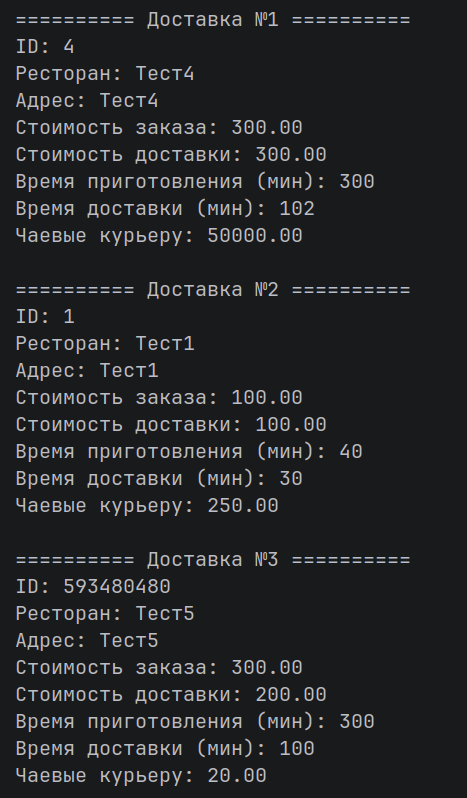 ========== Доставка №1 ==========
ID: 4
Ресторан: Тест4
Адрес: Тест4
Стоимость заказа: 300.00
Стоимость доставки: 300.00
Время приготовления (мин): 300
Время доставки (мин): 102
Чаевые курьеру: 50000.00

========== Доставка №2 ==========
ID: 1
Ресторан: Тест1
Адрес: Тест1
Стоимость заказа: 100.00
Стоимость доставки: 100.00
Время приготовления (мин): 40
Время доставки (мин): 30
Чаевые курьеру: 250.00

========== Доставка №3 ==========
ID: 593480480
Ресторан: Тест5
Адрес: Тест5
Стоимость заказа: 300.00
Стоимость доставки: 200.00
Время приготовления (мин): 300
Время доставки (мин): 100
Чаевые курьеру: 20.00